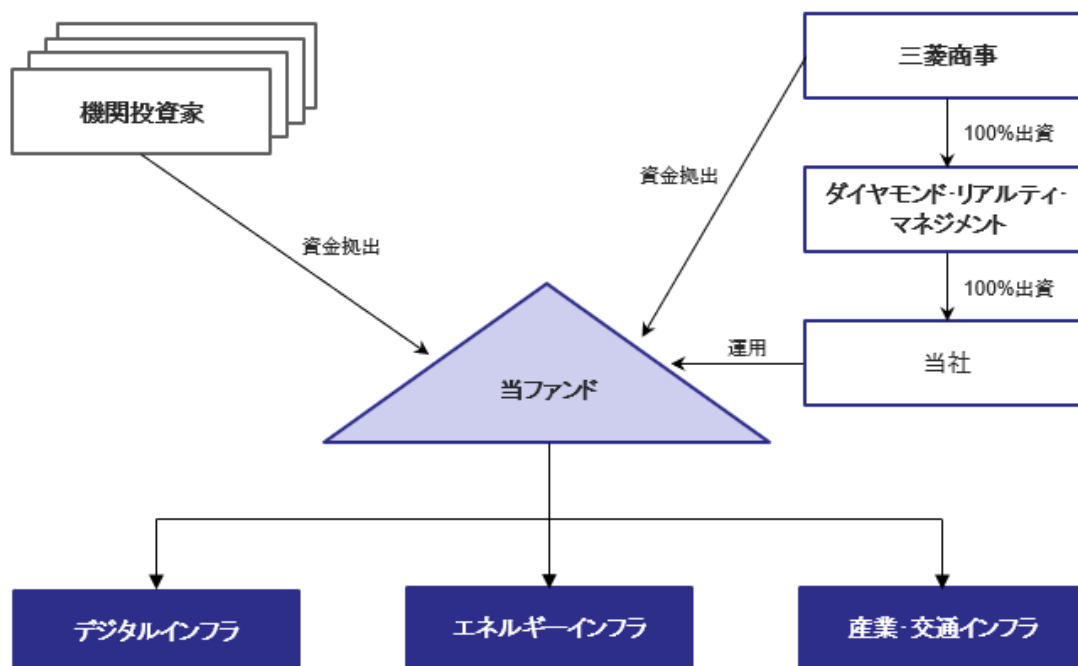 三菱商事
機関投資家
100%出資
資金拠出
ダイヤモンド・リアルティ・
マネジメント
資金拠出
100%出資
運用
当社
当ファンド
デジタルインフラ
エネルギーインフラ
産業・交通インフラ